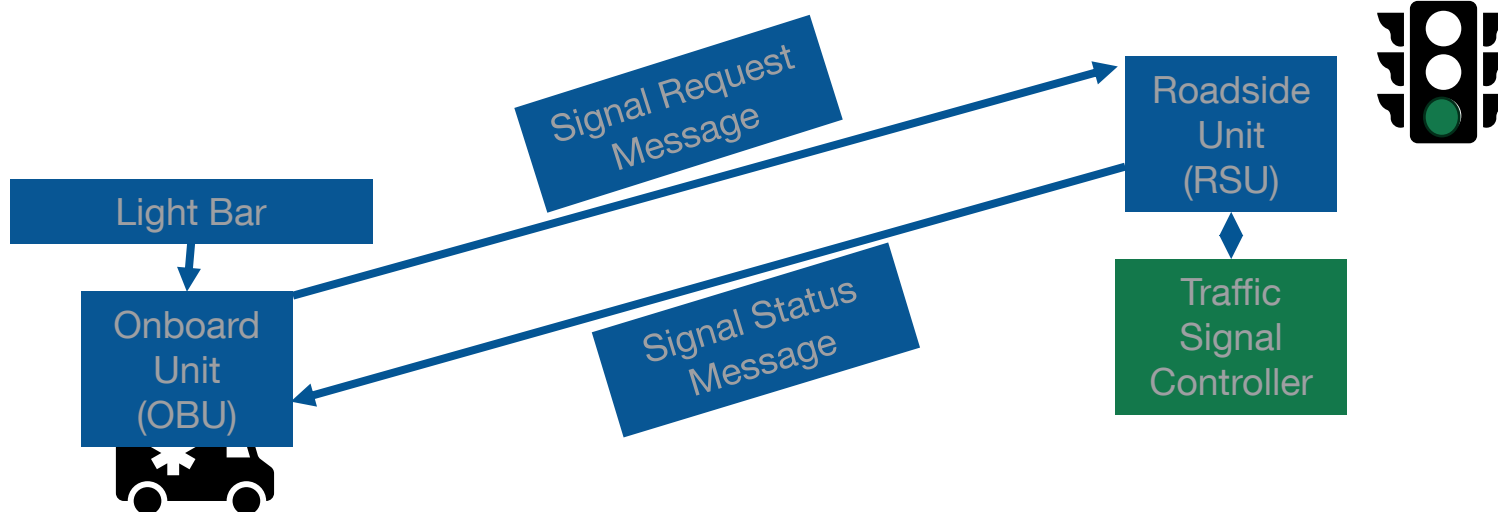 Signal Request
Message
Roadside
Unit
(RSU)
Light Bar
Onboard
Unit
(OBU)
Signal Status
Message
Traffic
Signal
Controller